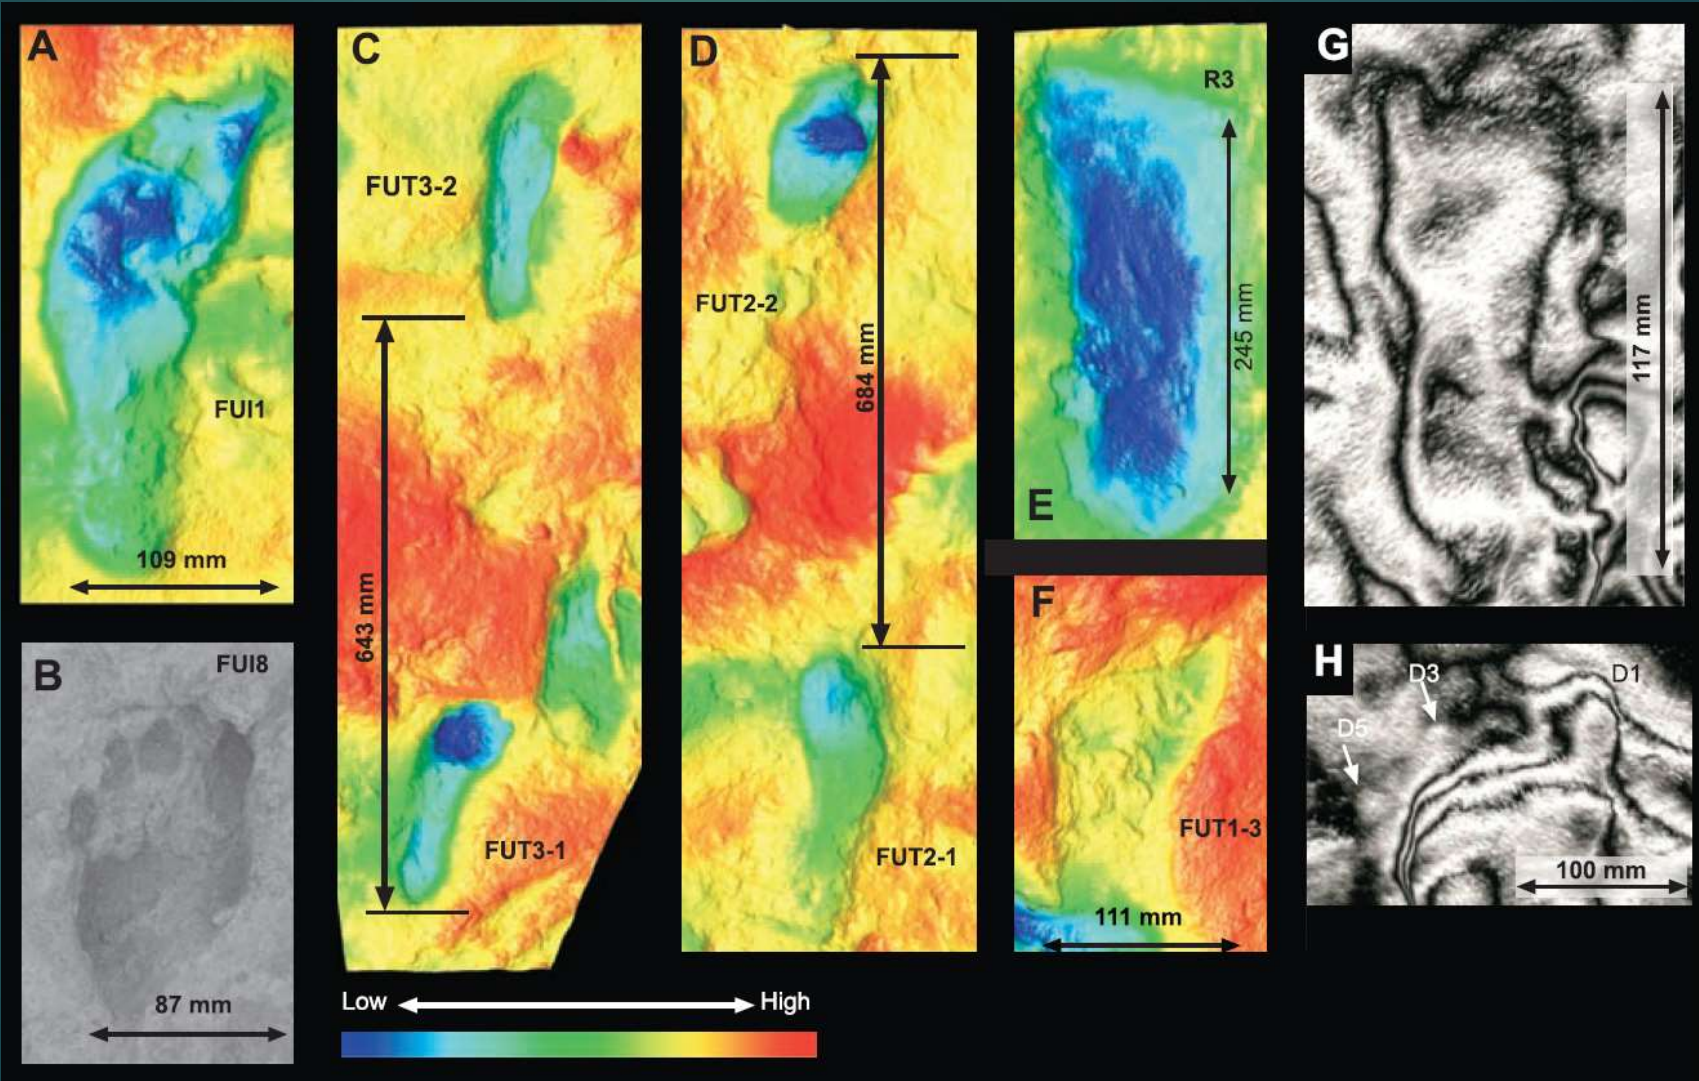 A
FUI1
109 mm
B
FUI8
87 mm
C
FUT3-2
643 mm
FUT3-1
D
FUT2-2
684 mm
FUT2-1
R3
245 mm
E
F
FUT1-3
111 mm
G
117 mm
H
D3
D1
D5
100 mm
Low
High